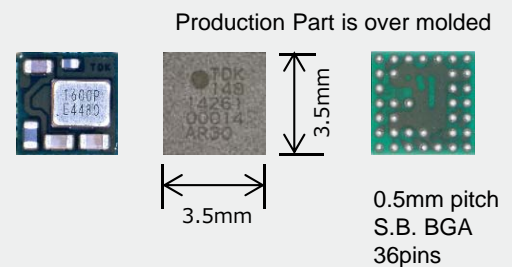 Production Part is over molded
TDK
T600P
E4480
TDK
149
14261
00014
AR30
3.5mm
3.5mm
0.5mm pitch
S.B. BGA
36pins